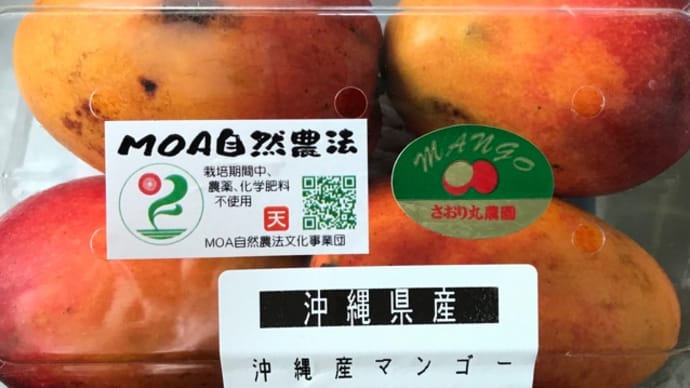 MOA自然農法
栽培期間中、
農薬、化学肥料
不使用
天
MOA自然農法文化事業団
MANGO
さおり丸農園
沖縄県産
沖縄産マンゴー